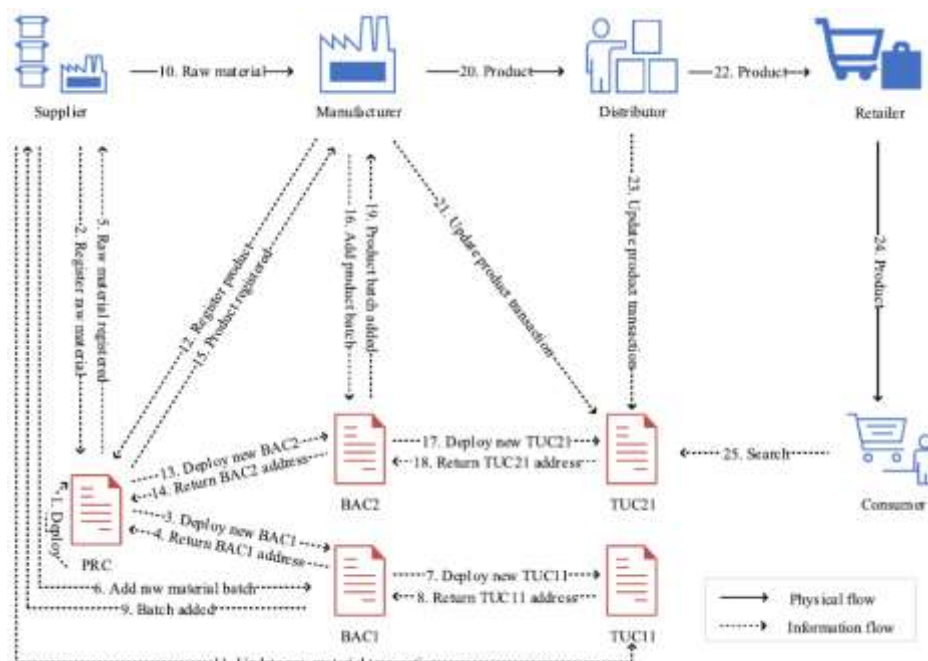 10. Raw material
20. Product
22. Product
Supplier
Manufacturer
Distributor
Retailer
2. Register raw material
5. Raw material registered
12. Register product
15. Product registered
16. Add product batch
19. Product batch added
21. Update product transaction
23. Update product transaction
24. Product
13. Deploy new BAC2
14. Return BAC2 address
17. Deploy new TUC21
18. Return TUC21 address
25. Search
BAC2
TUC21
Consumer
1. Deploy
3. Deploy new BAC1
4. Return BAC1 address
PRC
6. Add raw material batch
9. Batch added
7. Deploy new TUC11
8. Return TUC11 address
BAC1
TUC11
Physical flow
Information flow